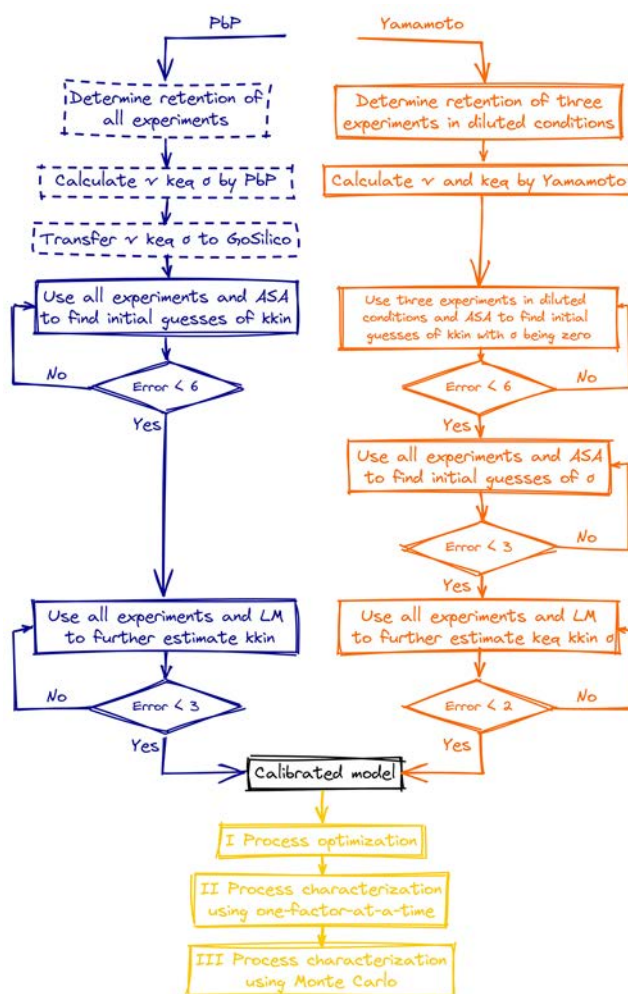 PbP
Yamamoto
Determine retention of
all experiments
Calculate ν keq σ by PbP
Transfer ν keq σ to GoSilico
Use all experiments and ASA
to find initial guesses of kkin
No
Error < 6
Yes
Use all experiments and LM
to further estimate kkin
No
Error < 3
Yes
Determine retention of three
experiments in diluted conditions
Calculate ν and keq by Yamamoto
Use three experiments in diluted
conditions and ASA to find initial
guesses of kkin with σ being zero
Error < 6
No
Yes
Use all experiments and ASA
to find initial guesses of σ
Error < 3
No
Yes
Use all experiments and LM
to further estimate keq kkin σ
Error < 2
No
Yes
Calibrated model
I Process optimization
II Process characterization
using one-factor-at-a-time
III Process characterization
using Monte Carlo